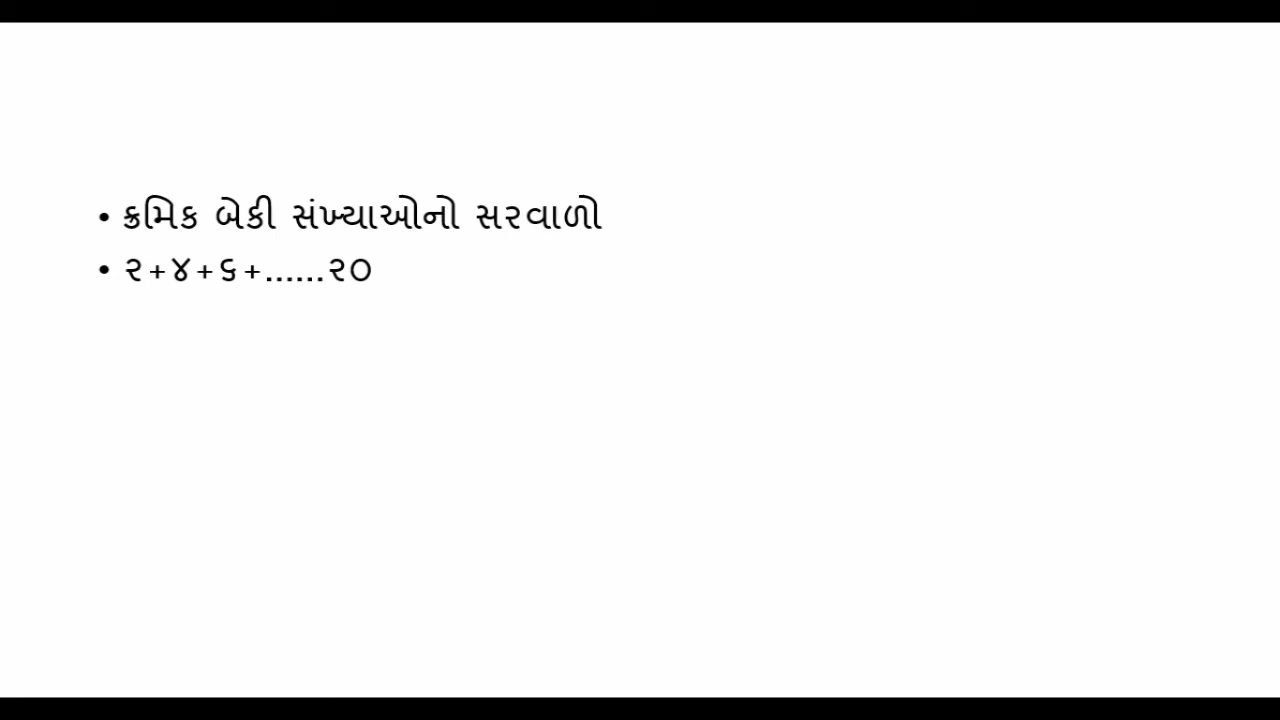 • ક્રમિક બેકી સંખ્યાઓનો સરવાળો
• ૨+૪+૬+......૨૦